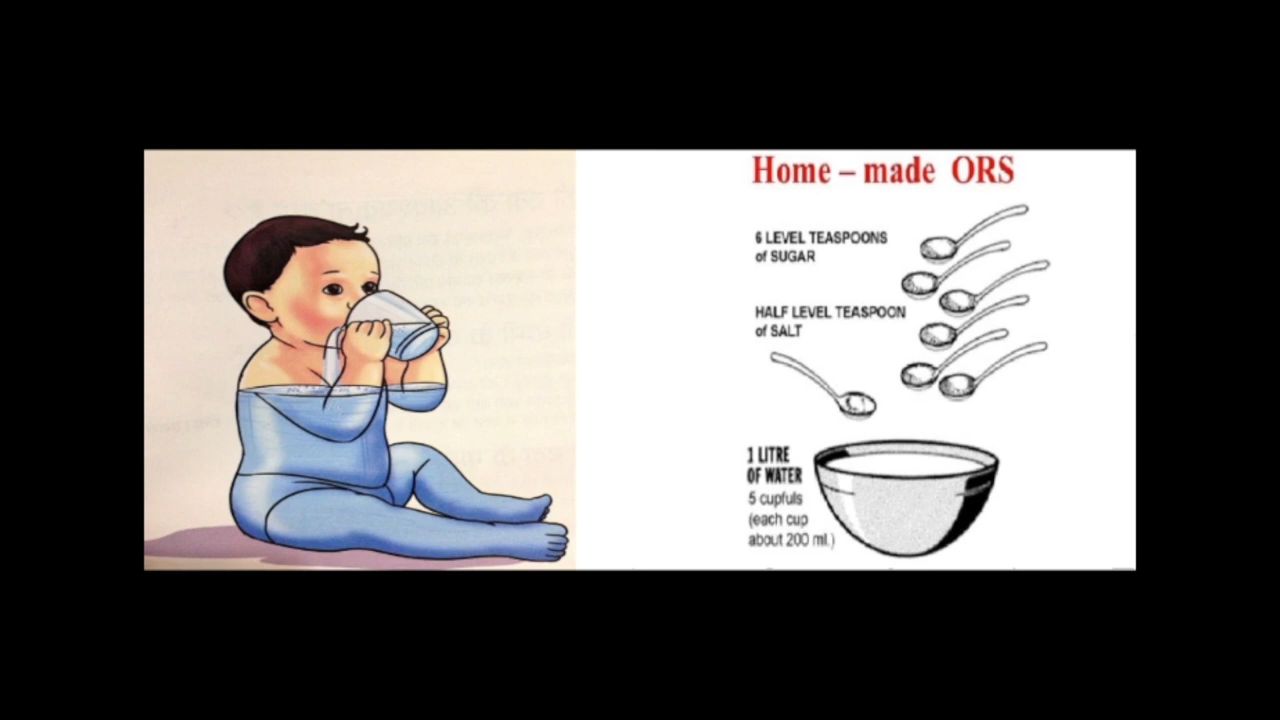 Home – made ORS
6 LEVEL TEASPOONS
of SUGAR
HALF LEVEL TEASPOON
of SALT
1 LITRE
OF WATER
5 cupfuls
(each cup
about 200 ml.)